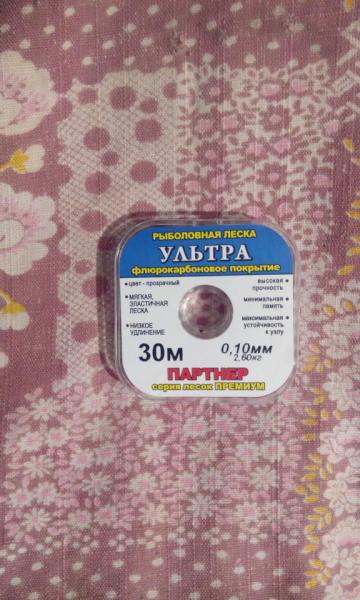 РЫБОЛОВНАЯ ЛЕСКА
УЛЬТРА
флюрокарбоновое покрытие
• цвет - прозрачный
• МЯГКАЯ,
ЭЛАСТИЧНАЯ
ЛЕСКА
• НИЗКОЕ
УДЛИНЕНИЕ
высокая •
прочность
минимальная •
память
максимальная •
устойчивость
к узлу
30м
0,10мм
2,60кг
ПАРТНЕР
серия лесок ПРЕМИУМ